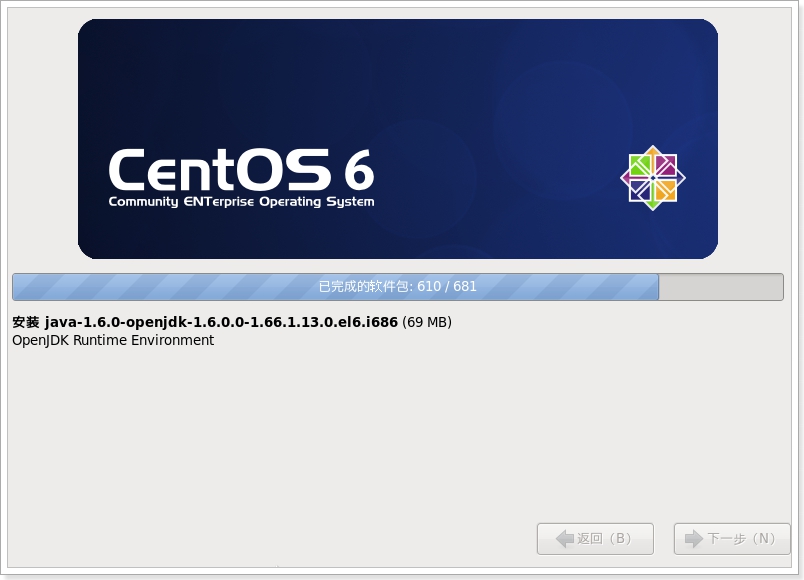 CentOS 6
Community ENTerprise Operating System
已完成的软件包: 610 / 681
安装 java-1.6.0-openjdk-1.6.0.0-1.66.1.13.0.el6.i686 (69 MB)
OpenJDK Runtime Environment
返回（B） 下一步（N）